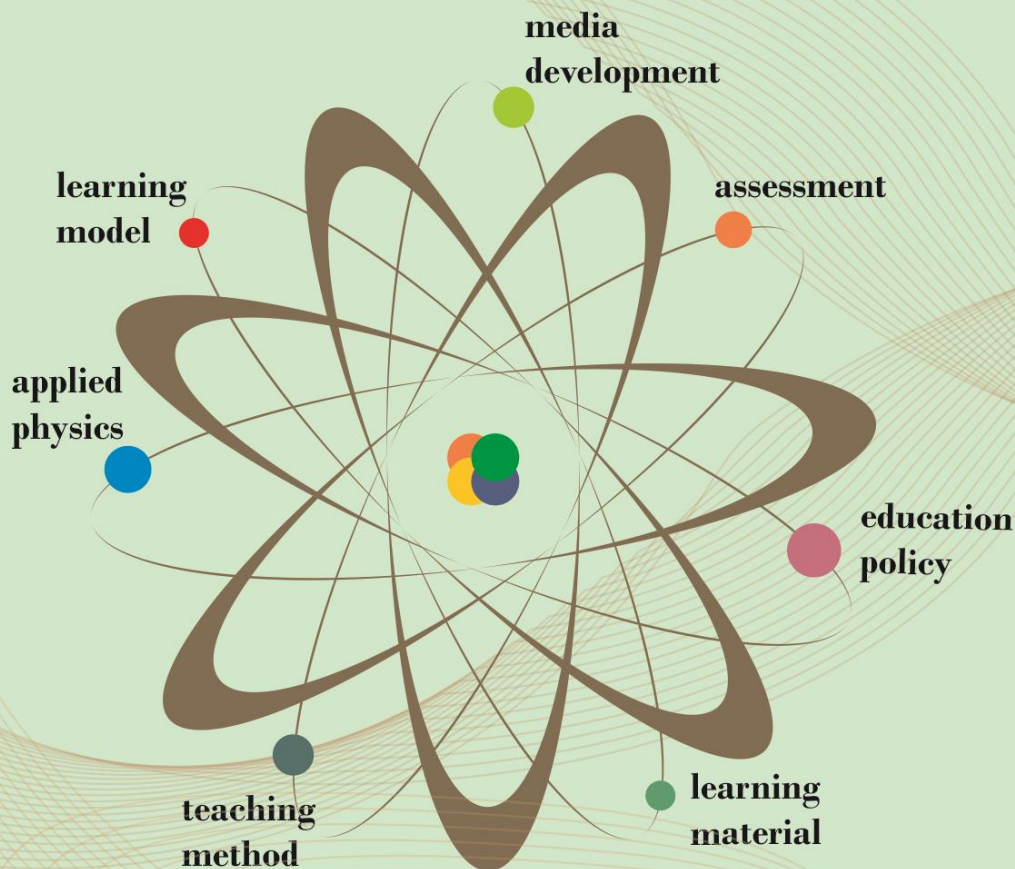 media
development
learning
model
assessment
applied
physics
education
policy
teaching
method
learning
material